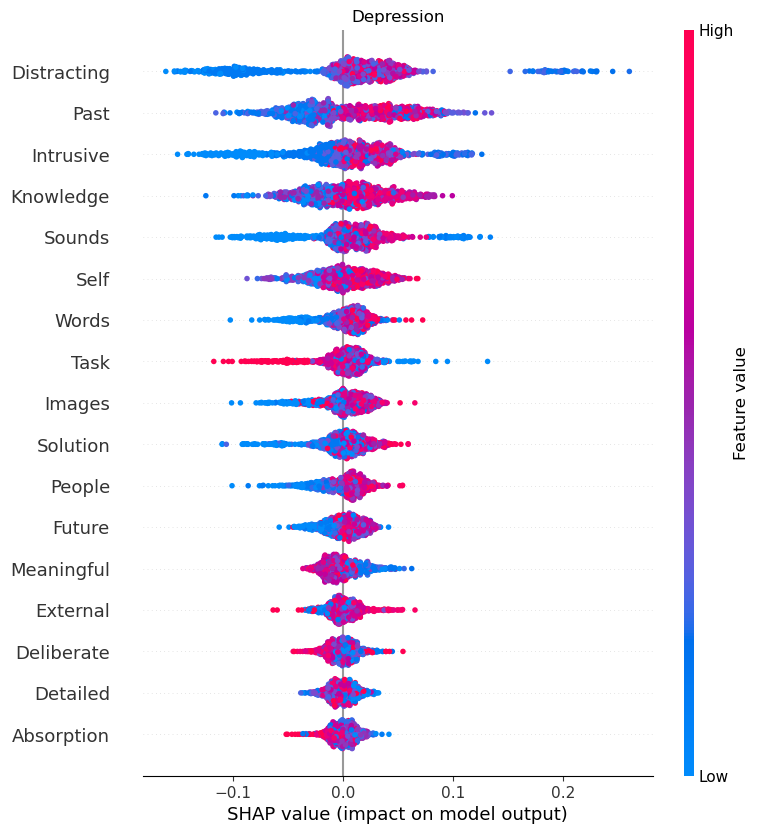 Depression
High
Distracting
Past
Intrusive
Knowledge
Sounds
Self
Words
Task
Images
Solution
People
Future
Meaningful
External
Deliberate
Detailed
Absorption
Feature value
Low
−0.1 0.0 0.1 0.2
SHAP value (impact on model output)